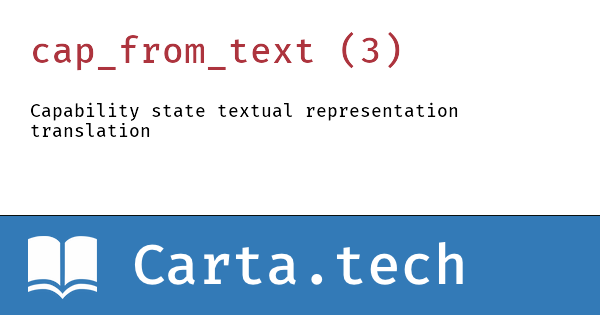 cap_from_text (3)
Capability state textual representation
translation
Carta.tech